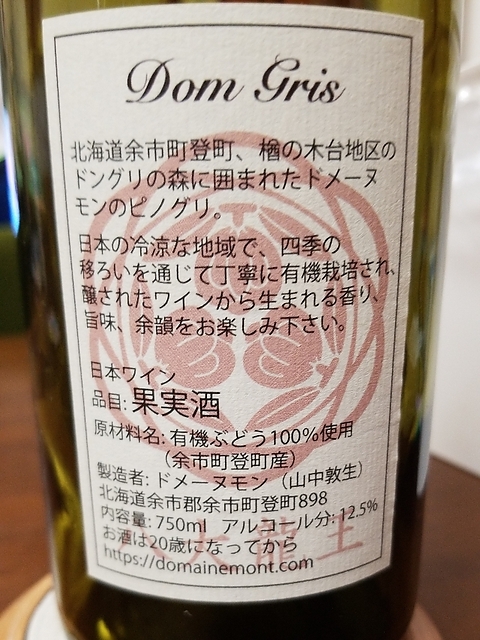 Dom Gris
北海道余市町登町、楢の木台地区の
ドングリの森に囲まれたドメーヌ
モンのピノグリ。
日本の冷涼な地域で、四季の
移ろいを通じて丁寧に有機栽培され、
醸されたワインから生まれる香り、
旨味、余韻をお楽しみ下さい。
日本ワイン
品目: 果実酒
原材料名: 有機ぶどう100%使用
(余市町登町産)
製造者: ドメーヌモン (山中敦生)
北海道余市郡余市町登町898
内容量: 750ml アルコール分: 12.5%
お酒は20歳になってから
https://domainemont.com